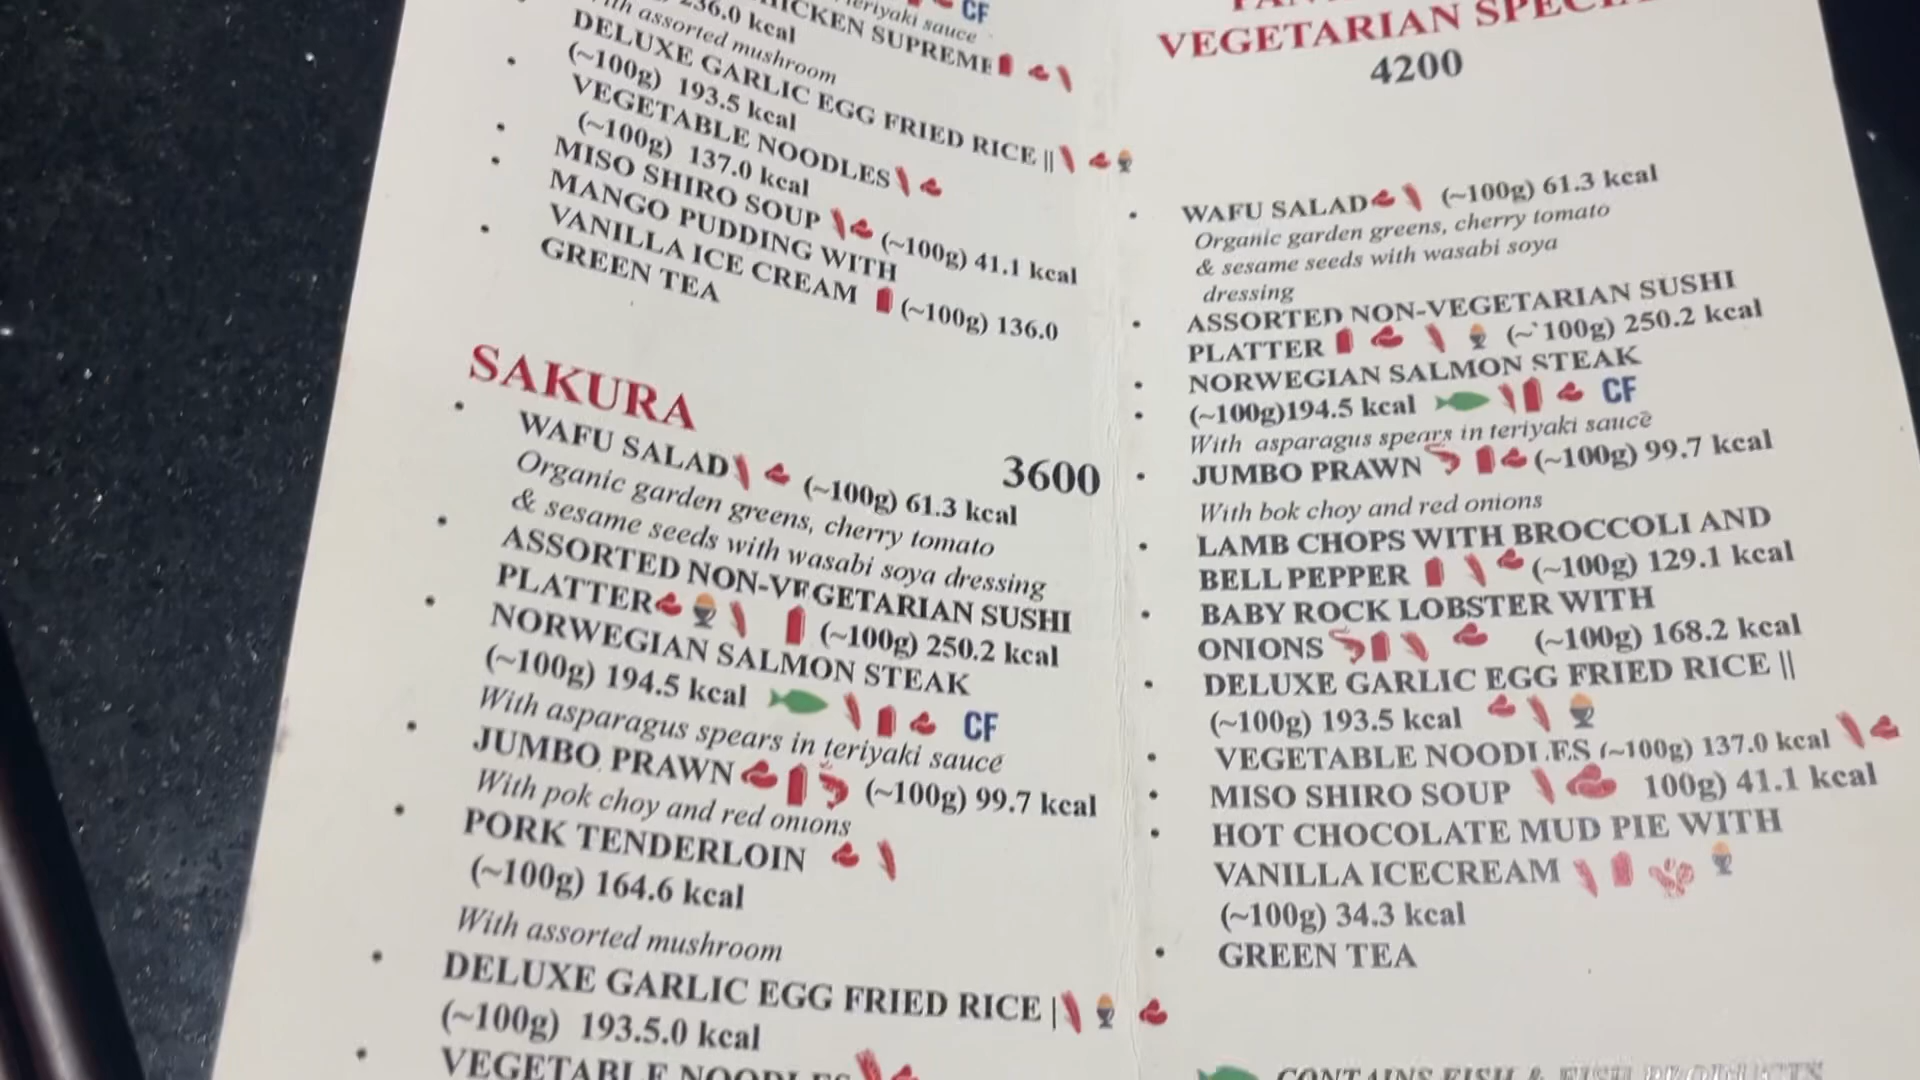 teriyaki sauce CF
236.0 kcal
CHICKEN SUPREME
With assorted mushroom
DELUXE GARLIC EGG FRIED RICE ||
(~100g) 193.5 kcal
VEGETABLE NOODLES
(~100g) 137.0 kcal
MISO SHIRO SOUP (~100g) 41.1 kcal
MANGO PUDDING WITH
VANILLA ICE CREAM (~100g) 136.0
GREEN TEA
SAKURA
3600
WAFU SALAD (~100g) 61.3 kcal
Organic garden greens, cherry tomato
& sesame seeds with wasabi soya dressing
ASSORTED NON-VEGETARIAN SUSHI
PLATTER (~100g) 250.2 kcal
NORWEGIAN SALMON STEAK
(~100g) 194.5 kcal CF
With asparagus spears in teriyaki sauce
JUMBO PRAWN (~100g) 99.7 kcal
With pok choy and red onions
PORK TENDERLOIN
(~100g) 164.6 kcal
With assorted mushroom
DELUXE GARLIC EGG FRIED RICE |
(~100g) 193.5.0 kcal
VEGETABLE NOODLES
VEGETARIAN
4200
WAFU SALAD (~100g) 61.3 kcal
Organic garden greens, cherry tomato
& sesame seeds with wasabi soya
dressing
ASSORTED NON-VEGETARIAN SUSHI
PLATTER (~`100g) 250.2 kcal
NORWEGIAN SALMON STEAK
(~100g)194.5 kcal CF
With asparagus spears in teriyaki sauce
JUMBO PRAWN (~100g) 99.7 kcal
With bok choy and red onions
LAMB CHOPS WITH BROCCOLI AND
BELL PEPPER (~100g) 129.1 kcal
BABY ROCK LOBSTER WITH
ONIONS (~100g) 168.2 kcal
DELUXE GARLIC EGG FRIED RICE ||
(~100g) 193.5 kcal
VEGETABLE NOODLES (~100g) 137.0 kcal
MISO SHIRO SOUP 100g) 41.1 kcal
HOT CHOCOLATE MUD PIE WITH
VANILLA ICECREAM
(~100g) 34.3 kcal
GREEN TEA
CONTAINS FISH & FISH PRODUCTS